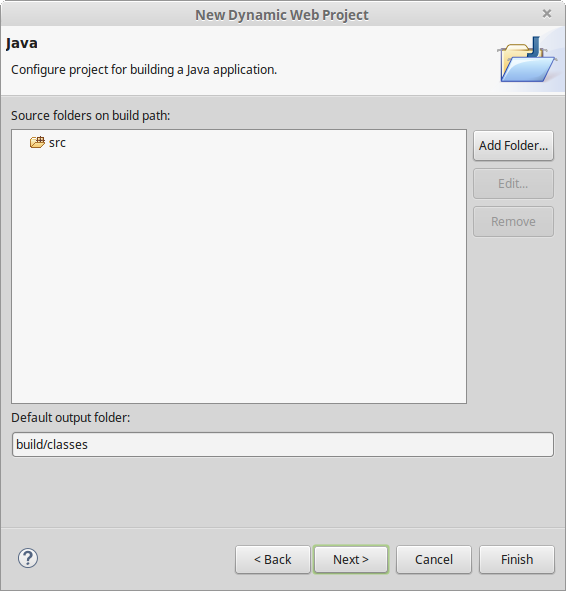 New Dynamic Web Project
Java
Configure project for building a Java application.
Source folders on build path:
src
Add Folder...
Edit...
Remove
Default output folder:
build/classes
?
< Back
Next >
Cancel
Finish